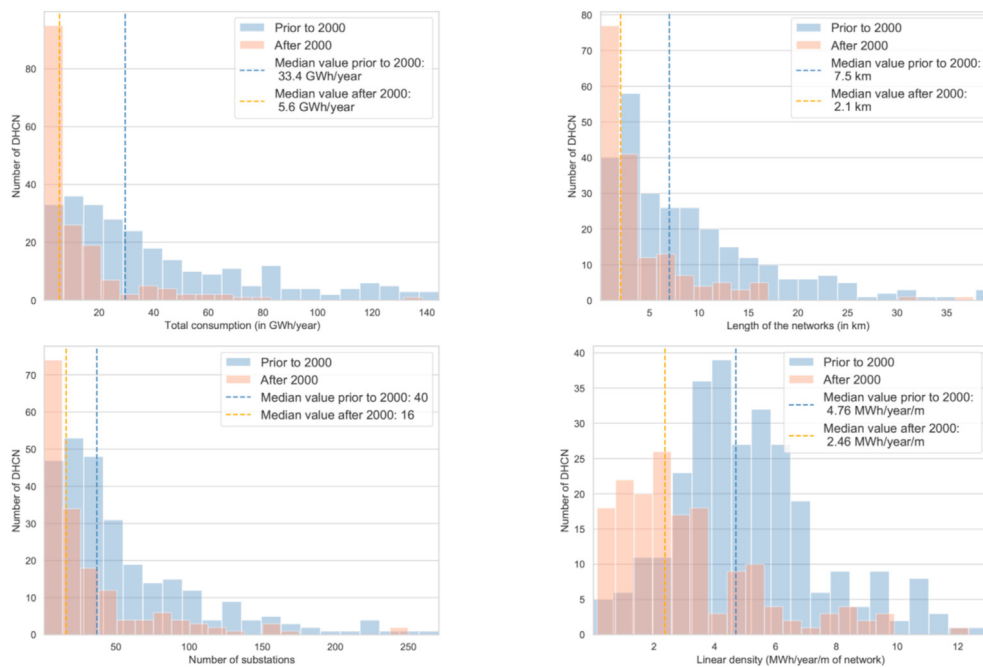 Prior to 2000
After 2000
Median value prior to 2000:
33.4 GWh/year
Median value after 2000:
5.6 GWh/year
Number of DHCN
80
60
40
20
0
20
40
60
80
100
120
140
Total consumption (in GWh/year)
Prior to 2000
After 2000
Median value prior to 2000:
7.5 km
Median value after 2000:
2.1 km
Number of DHCN
80
70
60
50
40
30
20
10
0
5
10
15
20
25
30
35
Length of the networks (in km)
Prior to 2000
After 2000
Median value prior to 2000: 40
Median value after 2000: 16
Number of DHCN
70
60
50
40
30
20
10
0
50
100
150
200
250
Number of substations
Prior to 2000
After 2000
Median value prior to 2000:
4.76 MWh/year/m
Median value after 2000:
2.46 MWh/year/m
Number of DHCN
40
35
30
25
20
15
10
5
0
2
4
6
8
10
12
Linear density (MWh/year/m of network)